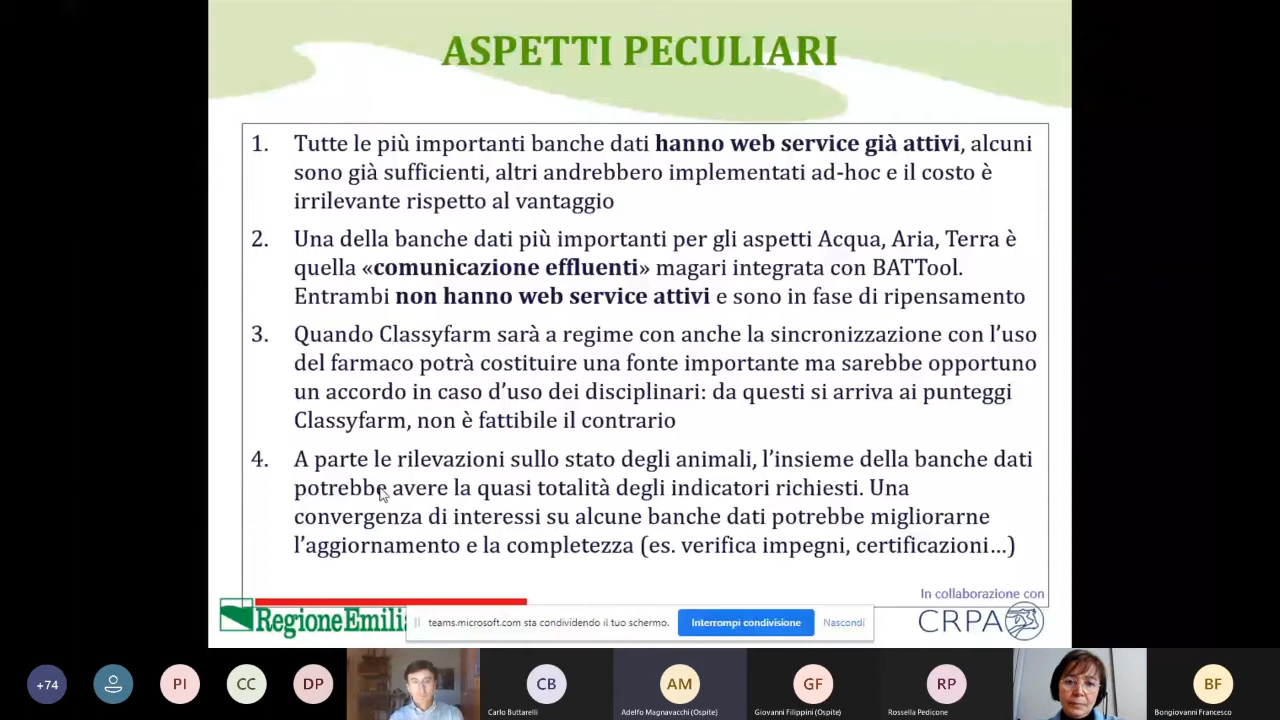 ASPETTI PECULIARI
1. Tutte le più importanti banche dati hanno web service già attivi, alcuni
sono già sufficienti, altri andrebbero implementati ad-hoc e il costo è
irrilevante rispetto al vantaggio
2. Una della banche dati più importanti per gli aspetti Acqua, Aria, Terra è
quella «comunicazione effluenti» magari integrata con BATTool.
Entrambi non hanno web service attivi e sono in fase di ripensamento
3. Quando Classyfarm sarà a regime con anche la sincronizzazione con l’uso
del farmaco potrà costituire una fonte importante ma sarebbe opportuno
un accordo in caso d’uso dei disciplinari: da questi si arriva ai punteggi
Classyfarm, non è fattibile il contrario
4. A parte le rilevazioni sullo stato degli animali, l’insieme della banche dati
potrebbe avere la quasi totalità degli indicatori richiesti. Una
convergenza di interessi su alcune banche dati potrebbe migliorarne
l’aggiornamento e la completezza (es. verifica impegni, certificazioni…)
In collaborazione con
CRPA
RegioneEmili
teams.microsoft.com sta condividendo il tuo schermo.
Interrompi condivisione
Nascondi
+74
PI
CC
DP
CB
AM
GF
RP
BF
Carlo Buttarelli
Adelfo Magnavacchi (Ospite)
Giovanni Filippini (Ospite)
Rossella Pedicone
Bongiovanni Francesco